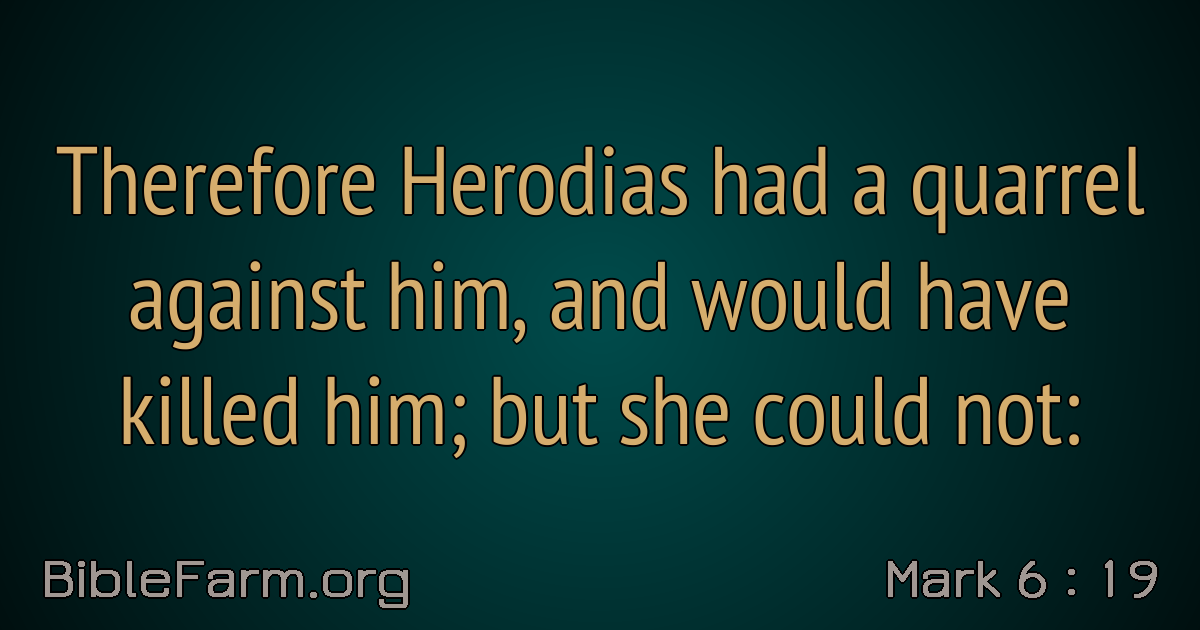 Therefore Herodias had a quarrel
against him, and would have
killed him; but she could not:
BibleFarm.org
Mark 6 : 19